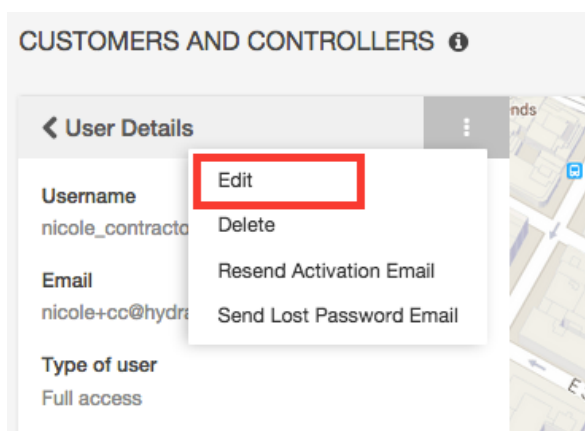 CUSTOMERS AND CONTROLLERS
User Details
nds
Edit
Username
nicole_contracto
Delete
Resend Activation Email
Email
nicole+cc@hydra
Send Lost Password Email
Type of user
Full access
E